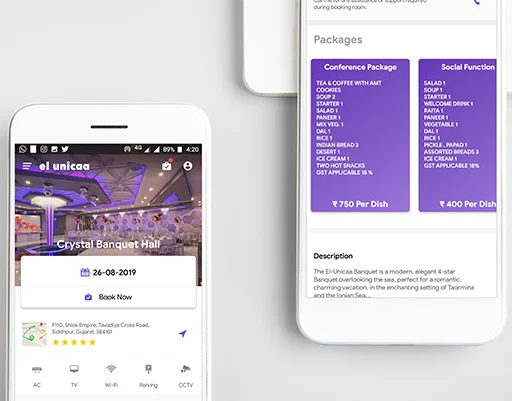 4G 89% 4:20
el unicaa
Crystal Banquet Hall
26-08-2019
Book Now
F110, Shlok Empire, Tavadiya Cross Road,
Siddhpur, Gujarat, 384151
AC TV Wi-Fi Parking CCTV
Call me for any assistance or support required
during booking room.
Packages
Conference Package
TEA & COFFEE WITH AMT
COOKIES
SOUP 2
STARTER 1
SALAD 1
PANEER 1
MIX VEG. 1
DAL 1
RICE 1
INDIAN BREAD 3
DESERT 1
ICE CREAM 1
TWO HOT SNACKS
GST APPLICABLE 18 %
₹ 750 Per Dish
Social Function
SALAD 1
SOUP 1
STARTER 1
WELCOME DRINK 1
RAITA 1
PANEER 1
VEGETABLE 1
DAL 1
RICE 1
PICKLE , PAPAD 1
ASSORTED BREADS 3
ICE CREAM 1
GST APPLICABLE 18%
₹ 400 Per Dish
Description
The El-Unicaa Banquet is a modern, elegant 4-star
Banquet overlooking the sea, perfect for a romantic,
charming vacation, in the enchanting setting of Taormina
and the Ionian Sea...